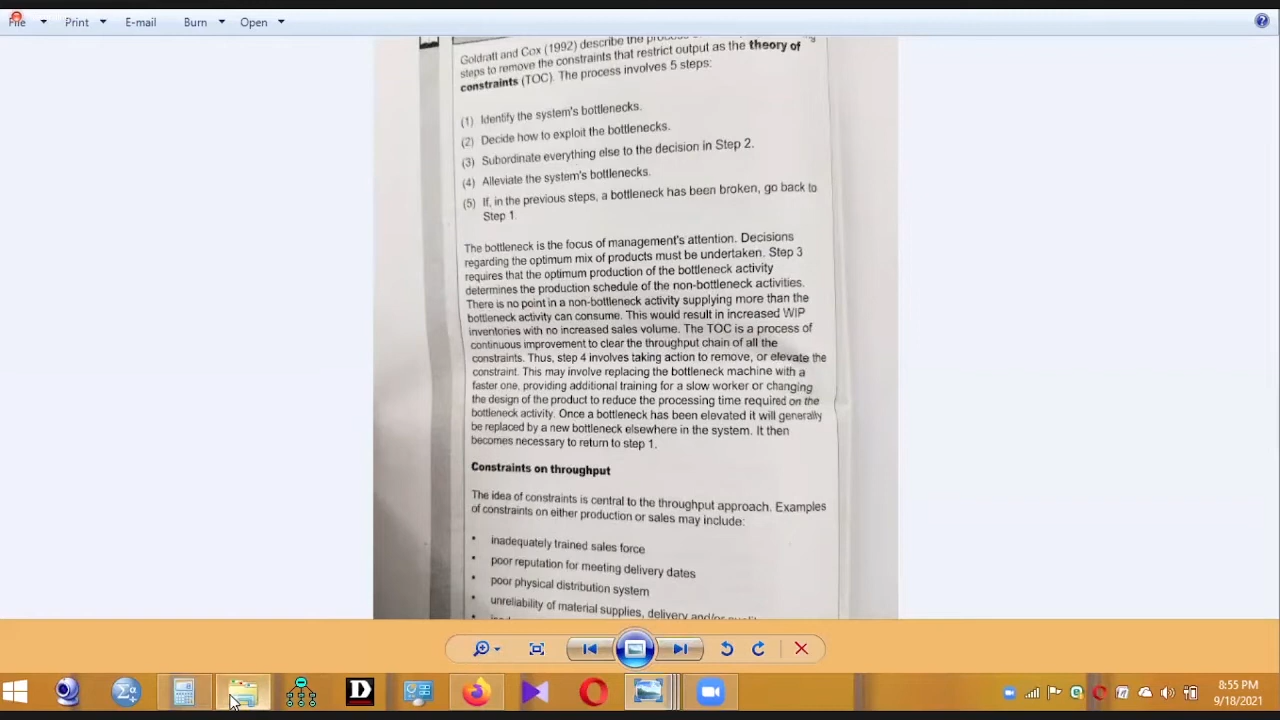 File Print E-mail Burn Open
Goldratt and Cox (1992) describe the process
steps to remove the constraints that restrict output as the theory of
constraints (TOC). The process involves 5 steps:
(1) Identify the system's bottlenecks.
(2) Decide how to exploit the bottlenecks.
(3) Subordinate everything else to the decision in Step 2.
(4) Alleviate the system's bottlenecks.
(5) If, in the previous steps, a bottleneck has been broken, go back to
Step 1.
The bottleneck is the focus of management's attention. Decisions
regarding the optimum mix of products must be undertaken. Step 3
requires that the optimum production of the bottleneck activity
determines the production schedule of the non-bottleneck activities.
There is no point in a non-bottleneck activity supplying more than the
bottleneck activity can consume. This would result in increased WIP
inventories with no increased sales volume. The TOC is a process of
continuous improvement to clear the throughput chain of all the
constraints. Thus, step 4 involves taking action to remove, or elevate the
constraint. This may involve replacing the bottleneck machine with a
faster one, providing additional training for a slow worker or changing
the design of the product to reduce the processing time required on the
bottleneck activity. Once a bottleneck has been elevated it will generally
be replaced by a new bottleneck elsewhere in the system. It then
becomes necessary to return to step 1.
Constraints on throughput
The idea of constraints is central to the throughput approach. Examples
of constraints on either production or sales may include:
• inadequately trained sales force
• poor reputation for meeting delivery dates
• poor physical distribution system
• unreliability of material supplies, delivery and/or
8:55 PM
9/18/2021